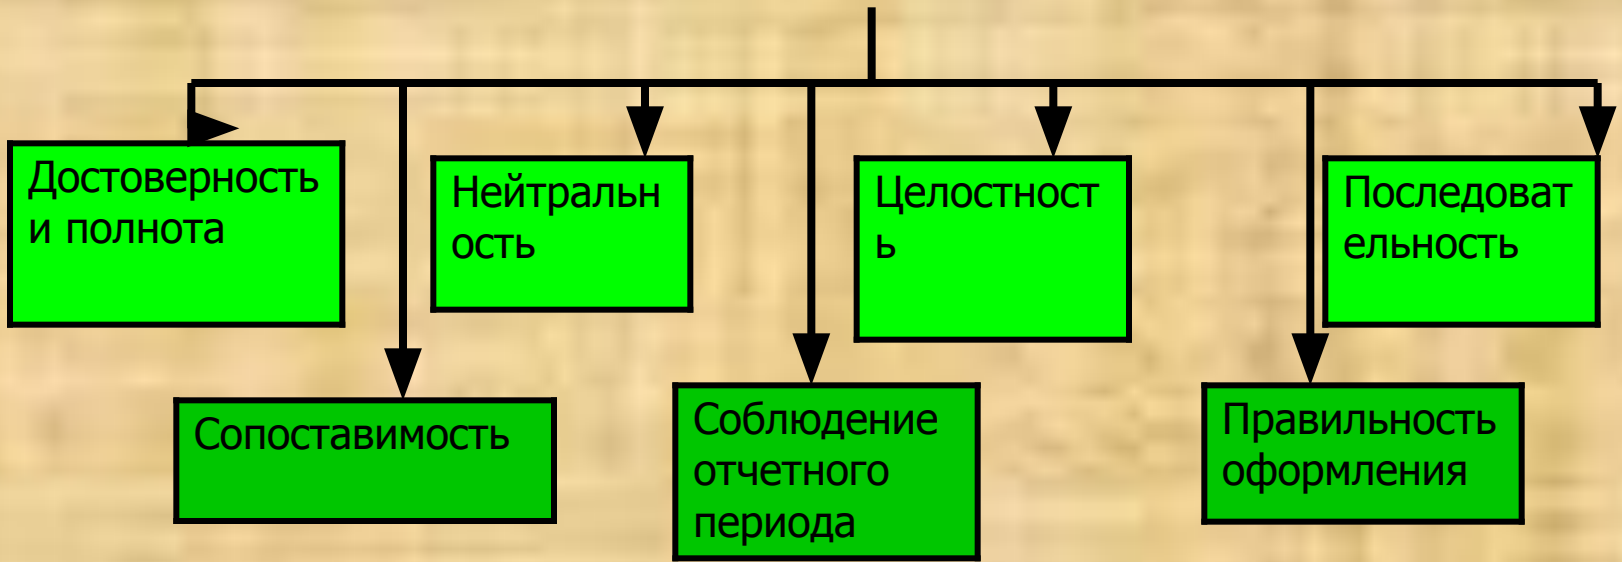 Достоверность
и полнота
Нейтральн
ость
Целостност
ь
Последоват
ельность
Сопоставимость
Соблюдение
отчетного
периода
Правильность
оформления